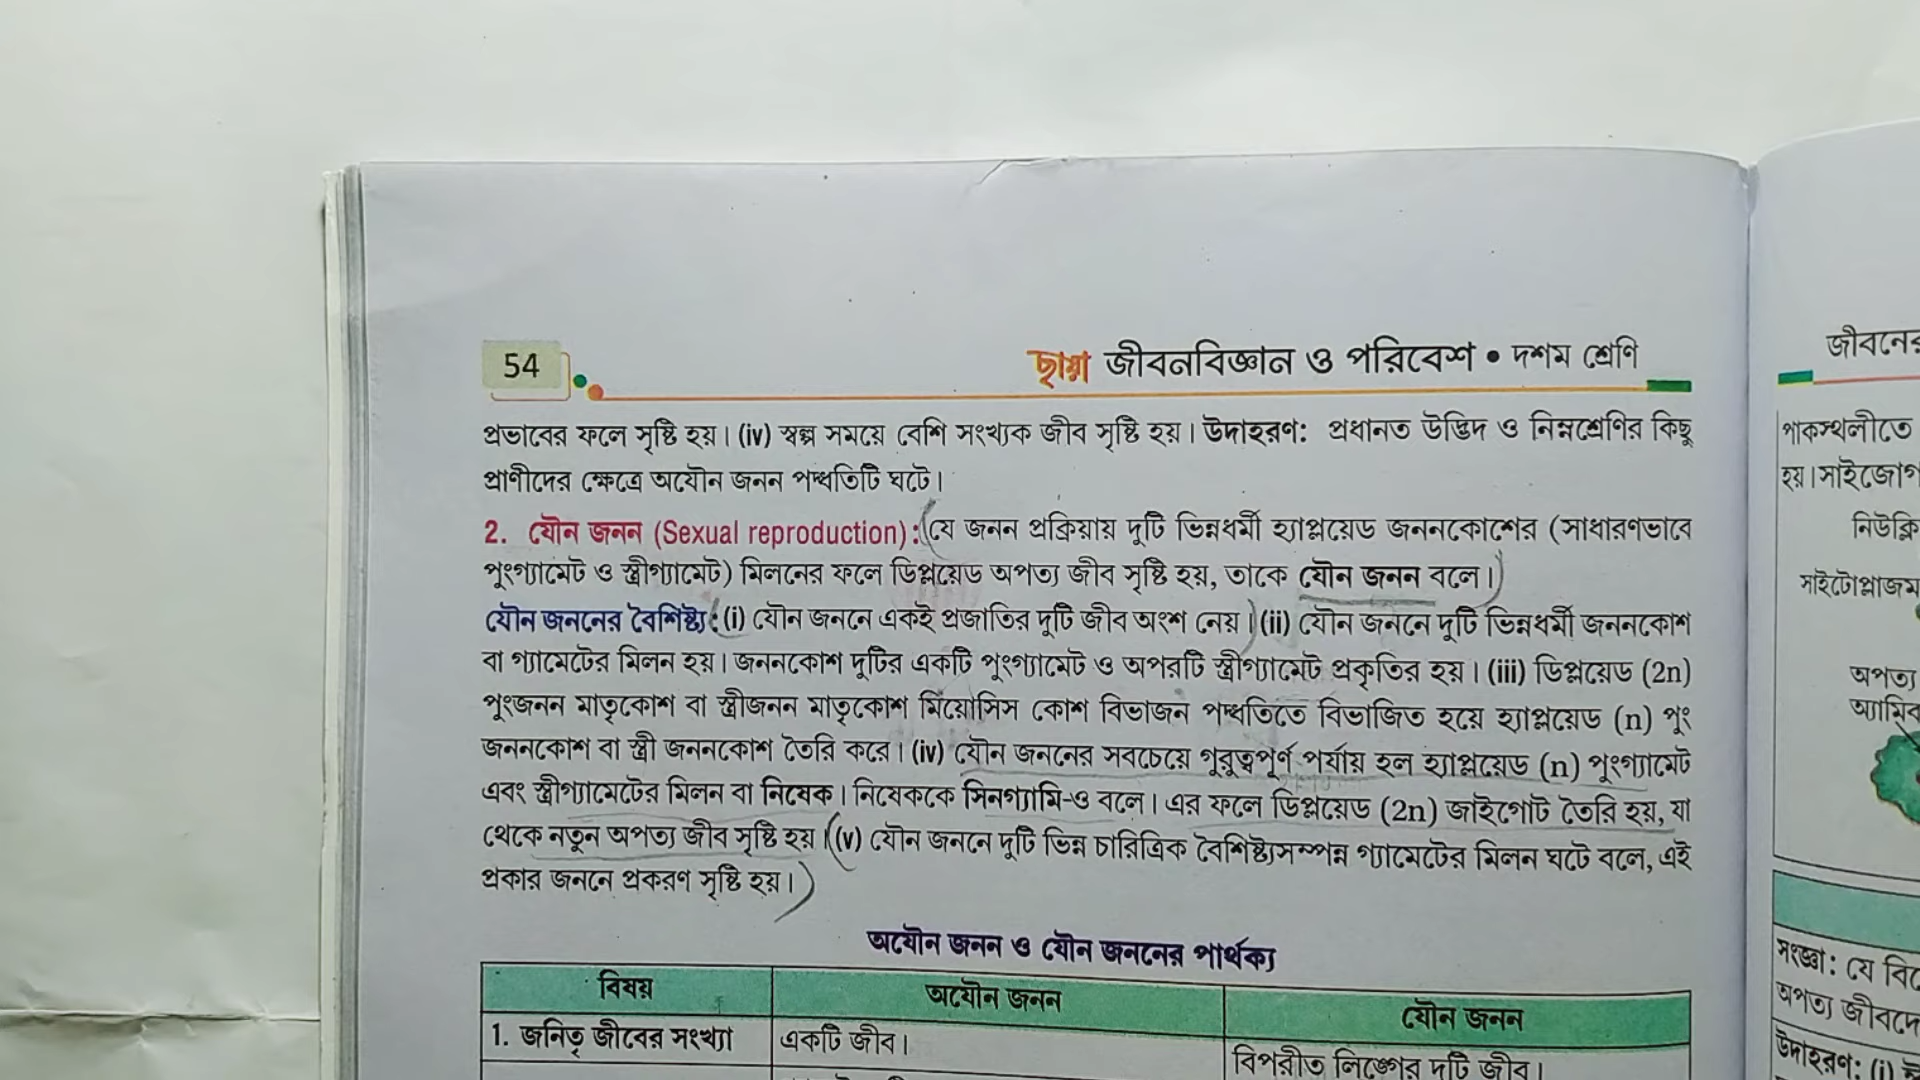 54
ছায়া জীবনবিজ্ঞান ও পরিবেশ • দশম শ্রেণি
প্রভাবের ফলে সৃষ্টি হয়। (iv) স্বল্প সময়ে বেশি সংখ্যক জীব সৃষ্টি হয়। উদাহরণ: প্রধানত উদ্ভিদ ও নিম্নশ্রেণির কিছু
প্রাণীদের ক্ষেত্রে অযৌন জনন পদ্ধতিটি ঘটে।
2. যৌন জনন (Sexual reproduction): যে জনন প্রক্রিয়ায় দুটি ভিন্নধর্মী হ্যাপ্লয়েড জননকোশের (সাধারণভাবে
পুংগ্যামেট ও স্ত্রীগ্যামেট) মিলনের ফলে ডিপ্লয়েড অপত্য জীব সৃষ্টি হয়, তাকে যৌন জনন বলে।
যৌন জননের বৈশিষ্ট্য: (i) যৌন জননে একই প্রজাতির দুটি জীব অংশ নেয়। (ii) যৌন জননে দুটি ভিন্নধর্মী জননকোশ
বা গ্যামেটের মিলন হয়। জননকোশ দুটির একটি পুংগ্যামেট ও অপরটি স্ত্রীগ্যামেট প্রকৃতির হয়। (iii) ডিপ্লয়েড (2n)
পুংজনন মাতৃকোশ বা স্ত্রীজনন মাতৃকোশ মিয়োসিস কোশ বিভাজন পদ্ধতিতে বিভাজিত হয়ে হ্যাপ্লয়েড (n) পুং
জননকোশ বা স্ত্রী জননকোশ তৈরি করে। (iv) যৌন জননের সবচেয়ে গুরুত্বপূর্ণ পর্যায় হল হ্যাপ্লয়েড (n) পুংগ্যামেট
এবং স্ত্রীগ্যামেটের মিলন বা নিষেক। নিষেককে সিনগ্যামি-ও বলে। এর ফলে ডিপ্লয়েড (2n) জাইগোট তৈরি হয়, যা
থেকে নতুন অপত্য জীব সৃষ্টি হয়। (v) যৌন জননে দুটি ভিন্ন চারিত্রিক বৈশিষ্ট্যসম্পন্ন গ্যামেটের মিলন ঘটে বলে, এই
প্রকার জননে প্রকরণ সৃষ্টি হয়।
অযৌন জনন ও যৌন জননের পার্থক্য
বিষয় অযৌন জনন যৌন জনন
1. জনিতৃ জীবের সংখ্যা একটি জীব। বিপরীত লিঙ্গের দুটি জীব।
জীবনের
পাকস্থলীতে
হয়। সাইজোগ
নিউক্লি
সাইটোপ্লাজম
অপত্য
অ্যামিব
সংজ্ঞা: যে
অপত্য জীবদে
উদাহরণ: (i)